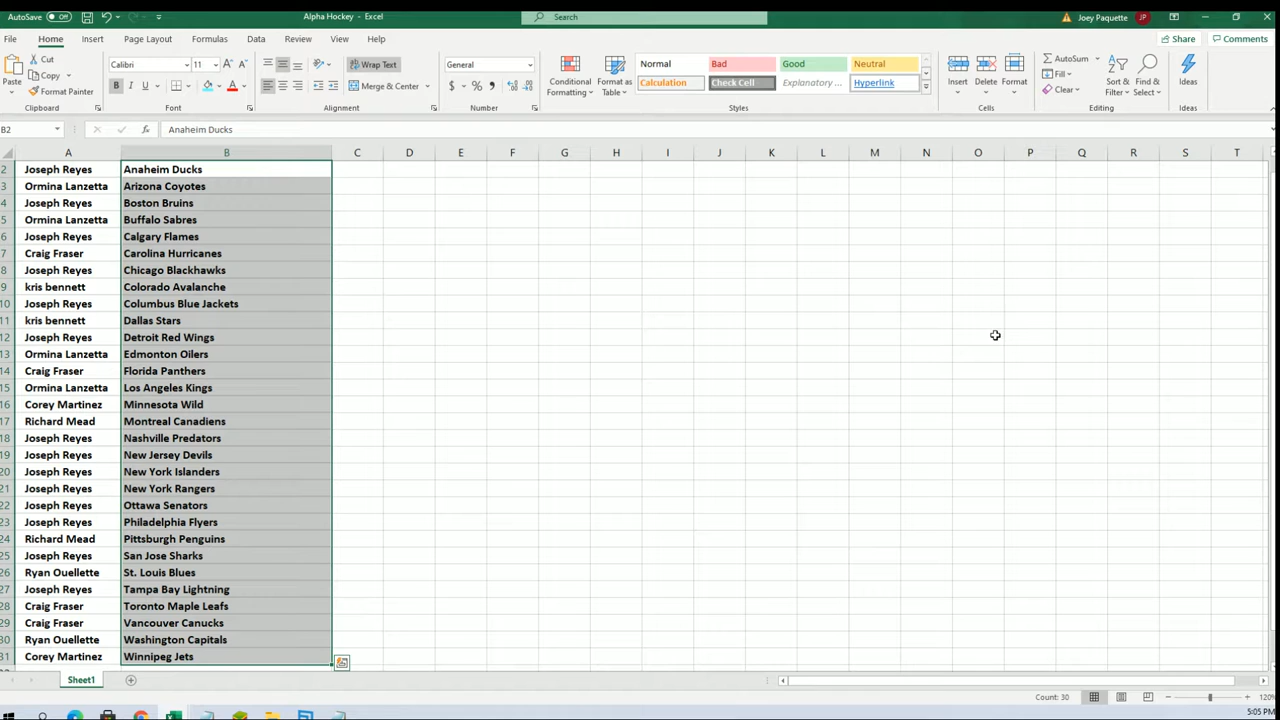 AutoSave Off Alpha Hockey - Excel Search Joey Paquette JP
File Home Insert Page Layout Formulas Data Review View Help Share Comments
Paste Cut Copy Format Painter Clipboard
Calibri 11 A A B I U A Font
Wrap Text Merge & Center Alignment
General $ % , Number
Conditional Formatting Format as Table
Normal Bad Good Neutral
Calculation Check Cell Explanatory ... Hyperlink
Styles
Insert Delete Format Cells
AutoSum Fill Clear Sort & Filter Find & Select Editing
Ideas Ideas
B2 fx Anaheim Ducks
A B C D E F G H I J K L M N O P Q R S T
2 Joseph Reyes Anaheim Ducks
3 Ormina Lanzetta Arizona Coyotes
4 Joseph Reyes Boston Bruins
5 Ormina Lanzetta Buffalo Sabres
6 Joseph Reyes Calgary Flames
7 Craig Fraser Carolina Hurricanes
8 Joseph Reyes Chicago Blackhawks
9 kris bennett Colorado Avalanche
10 Joseph Reyes Columbus Blue Jackets
11 kris bennett Dallas Stars
12 Joseph Reyes Detroit Red Wings
13 Ormina Lanzetta Edmonton Oilers
14 Craig Fraser Florida Panthers
15 Ormina Lanzetta Los Angeles Kings
16 Corey Martinez Minnesota Wild
17 Richard Mead Montreal Canadiens
18 Joseph Reyes Nashville Predators
19 Joseph Reyes New Jersey Devils
20 Joseph Reyes New York Islanders
21 Joseph Reyes New York Rangers
22 Joseph Reyes Ottawa Senators
23 Joseph Reyes Philadelphia Flyers
24 Richard Mead Pittsburgh Penguins
25 Joseph Reyes San Jose Sharks
26 Ryan Ouellette St. Louis Blues
27 Joseph Reyes Tampa Bay Lightning
28 Craig Fraser Toronto Maple Leafs
29 Craig Fraser Vancouver Canucks
30 Ryan Ouellette Washington Capitals
31 Corey Martinez Winnipeg Jets
Sheet1
Count: 30 120%
5:05 PM